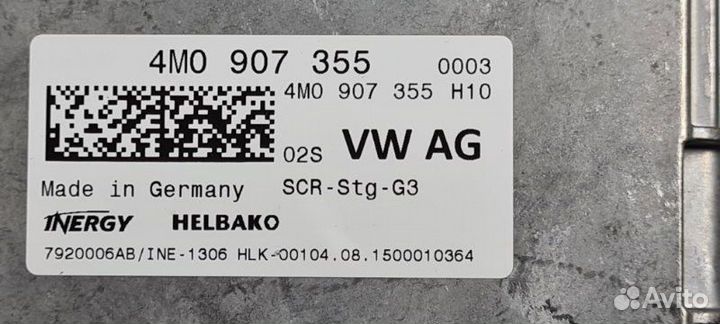 4M0 907 355 0003
4M0 907 355 H10
02S VW AG
Made in Germany SCR-Stg-G3
INERGY HELBAKO
7920006AB/INE-1306 HLK-00104.08.1500010364
Avito